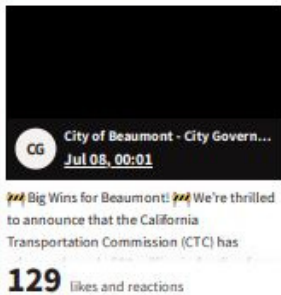 CG
City of Beaumont - City Govern...
Jul 08, 00:01
🚧 Big Wins for Beaumont! 🚧 We're thrilled
to announce that the California
Transportation Commission (CTC) has
129 likes and reactions